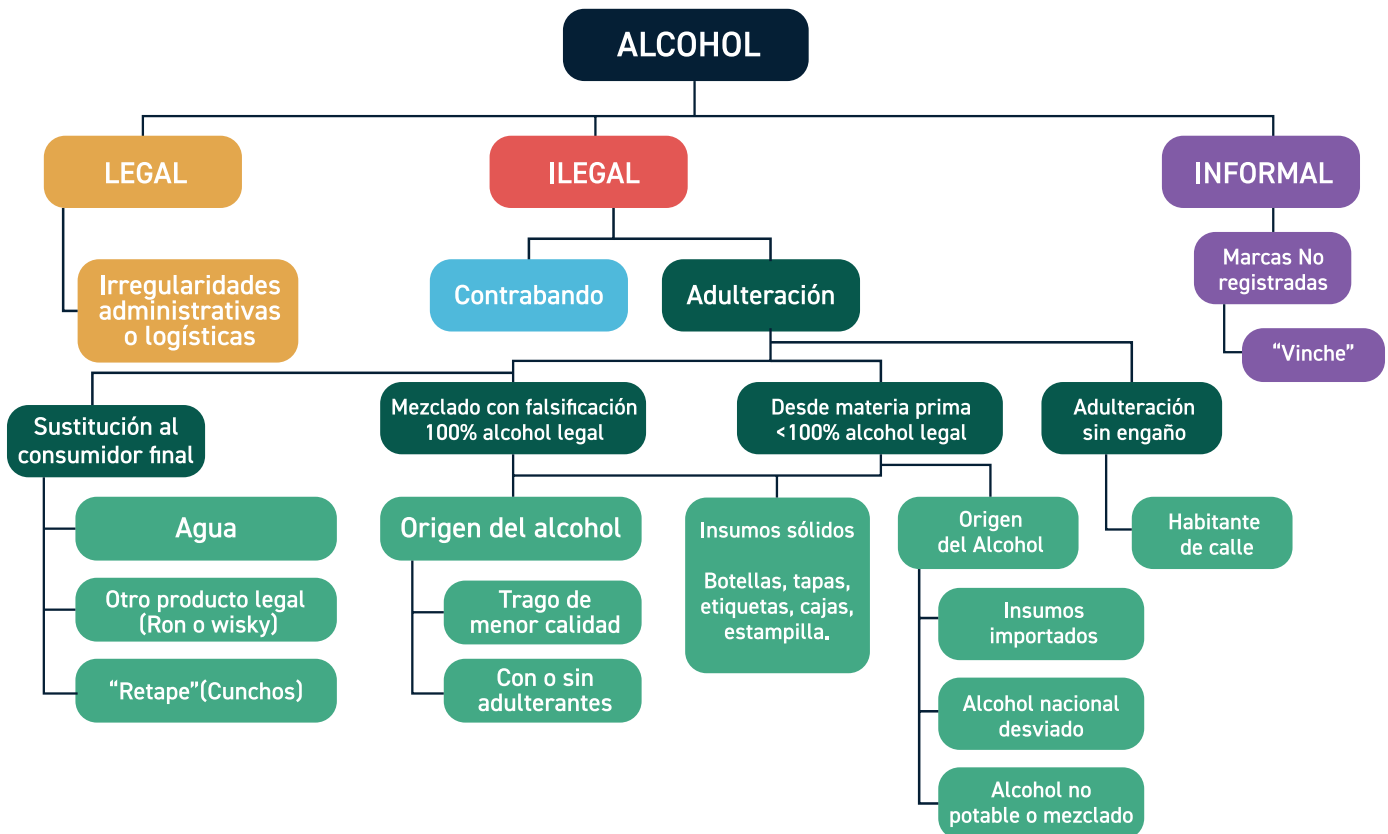 ALCOHOL
LEGAL
ILEGAL
INFORMAL
Irregularidades
administrativas
o logísticas
Contrabando
Adulteración
Marcas No
registradas
“Vinche”
Sustitución al
consumidor final
Mezclado con falsificación
100% alcohol legal
Desde materia prima
<100% alcohol legal
Adulteración
sin engaño
Agua
Otro producto legal
(Ron o wisky)
“Retape”(Cunchos)
Origen del alcohol
Trago de
menor calidad
Con o sin
adulterantes
Insumos sólidos
Botellas, tapas,
etiquetas, cajas,
estampilla.
Origen
del Alcohol
Insumos
importados
Alcohol nacional
desviado
Alcohol no
potable o mezclado
Habitante
de calle